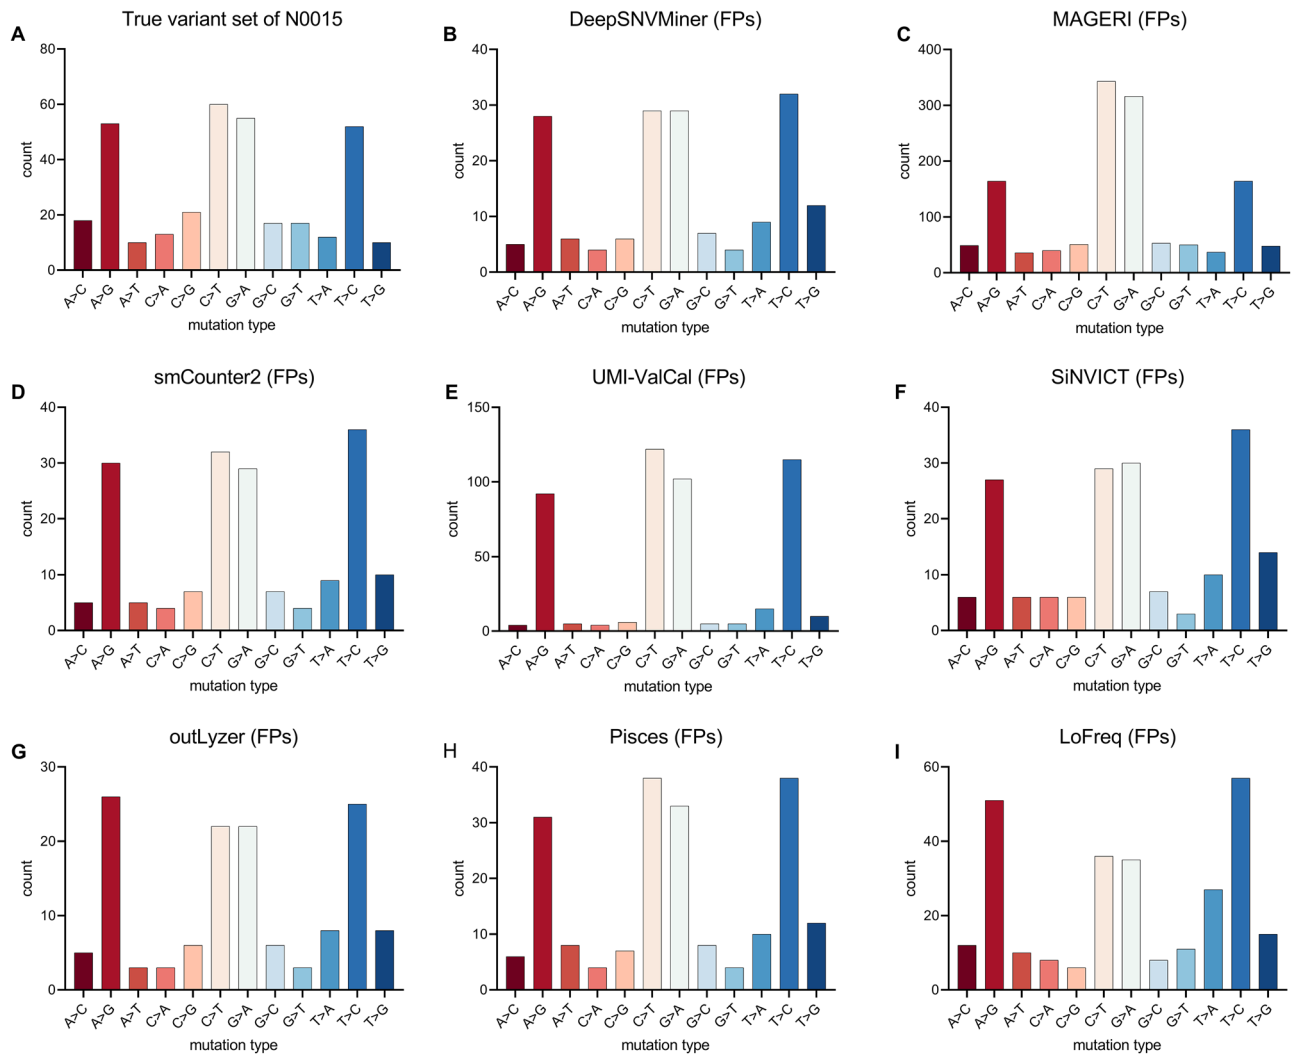 A
True variant set of N0015
count
80
60
40
20
0
A>C A>G A>T C>A C>G C>T G>A G>C G>T T>A T>C T>G
mutation type
B
DeepSNVMiner (FPs)
count
40
30
20
10
0
A>C A>G A>T C>A C>G C>T G>A G>C G>T T>A T>C T>G
mutation type
C
MAGERI (FPs)
count
400
300
200
100
0
A>C A>G A>T C>A C>G C>T G>A G>C G>T T>A T>C T>G
mutation type
D
smCounter2 (FPs)
count
40
30
20
10
0
A>C A>G A>T C>A C>G C>T G>A G>C G>T T>A T>C T>G
mutation type
E
UMI-ValCal (FPs)
count
150
100
50
0
A>C A>G A>T C>A C>G C>T G>A G>C G>T T>A T>C T>G
mutation type
F
SiNVICT (FPs)
count
40
30
20
10
0
A>C A>G A>T C>A C>G C>T G>A G>C G>T T>A T>C T>G
mutation type
G
outLyzer (FPs)
count
30
20
10
0
A>C A>G A>T C>A C>G C>T G>A G>C G>T T>A T>C T>G
mutation type
H
Pisces (FPs)
count
40
30
20
10
0
A>C A>G A>T C>A C>G C>T G>A G>C G>T T>A T>C T>G
mutation type
I
LoFreq (FPs)
count
60
40
20
0
A>C A>G A>T C>A C>G C>T G>A G>C G>T T>A T>C T>G
mutation type